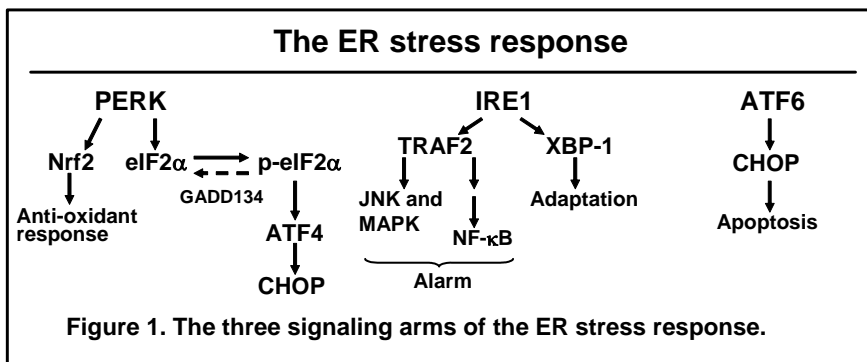 The ER stress response
PERK
Nrf2
Anti-oxidant
response
eIF2α
p-eIF2α
GADD134
ATF4
CHOP
IRE1
TRAF2
JNK and
MAPK
NF-κB
Alarm
XBP-1
Adaptation
ATF6
CHOP
Apoptosis
Figure 1. The three signaling arms of the ER stress response.